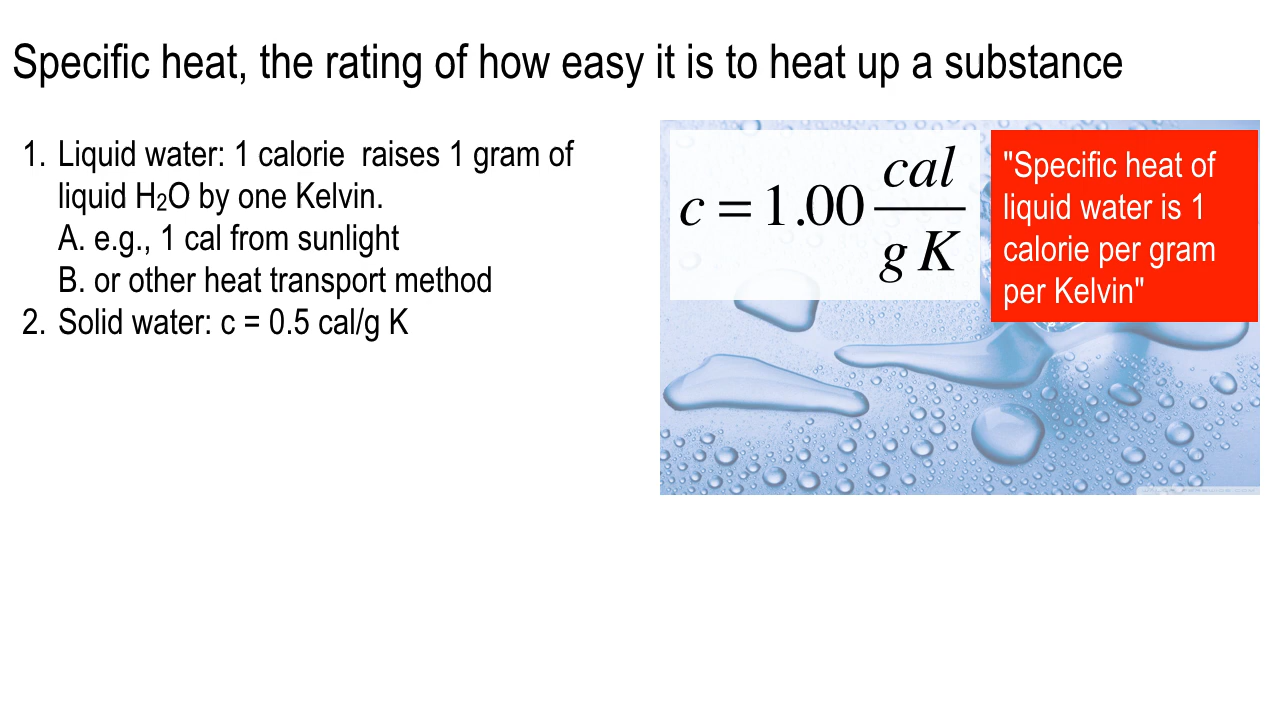 Specific heat, the rating of how easy it is to heat up a substance
1. Liquid water: 1 calorie  raises 1 gram of
liquid H₂O by one Kelvin.
A. e.g., 1 cal from sunlight
B. or other heat transport method
2. Solid water: c = 0.5 cal/g K
c = 1.00 cal / g K
"Specific heat of
liquid water is 1
calorie per gram
per Kelvin"